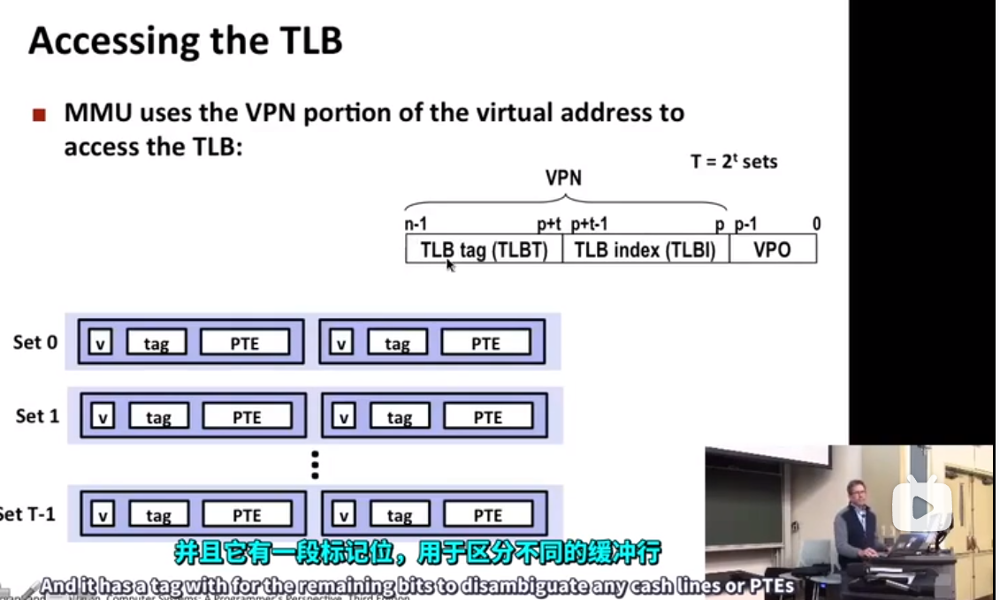 Accessing the TLB
MMU uses the VPN portion of the virtual address to
access the TLB:
T = 2ᵗ sets
VPN
n-1 p+t p+t-1 p p-1 0
TLB tag (TLBT) TLB index (TLBI) VPO
Set 0 v tag PTE v tag PTE
Set 1 v tag PTE v tag PTE
Set T-1 v tag PTE v tag PTE
并且它有一段标记位，用于区分不同的缓冲行
And it has a tag with for the remaining bits to disambiguate any cash lines or PTEs
Computer Systems: A Programmer's Perspective, Third Edition